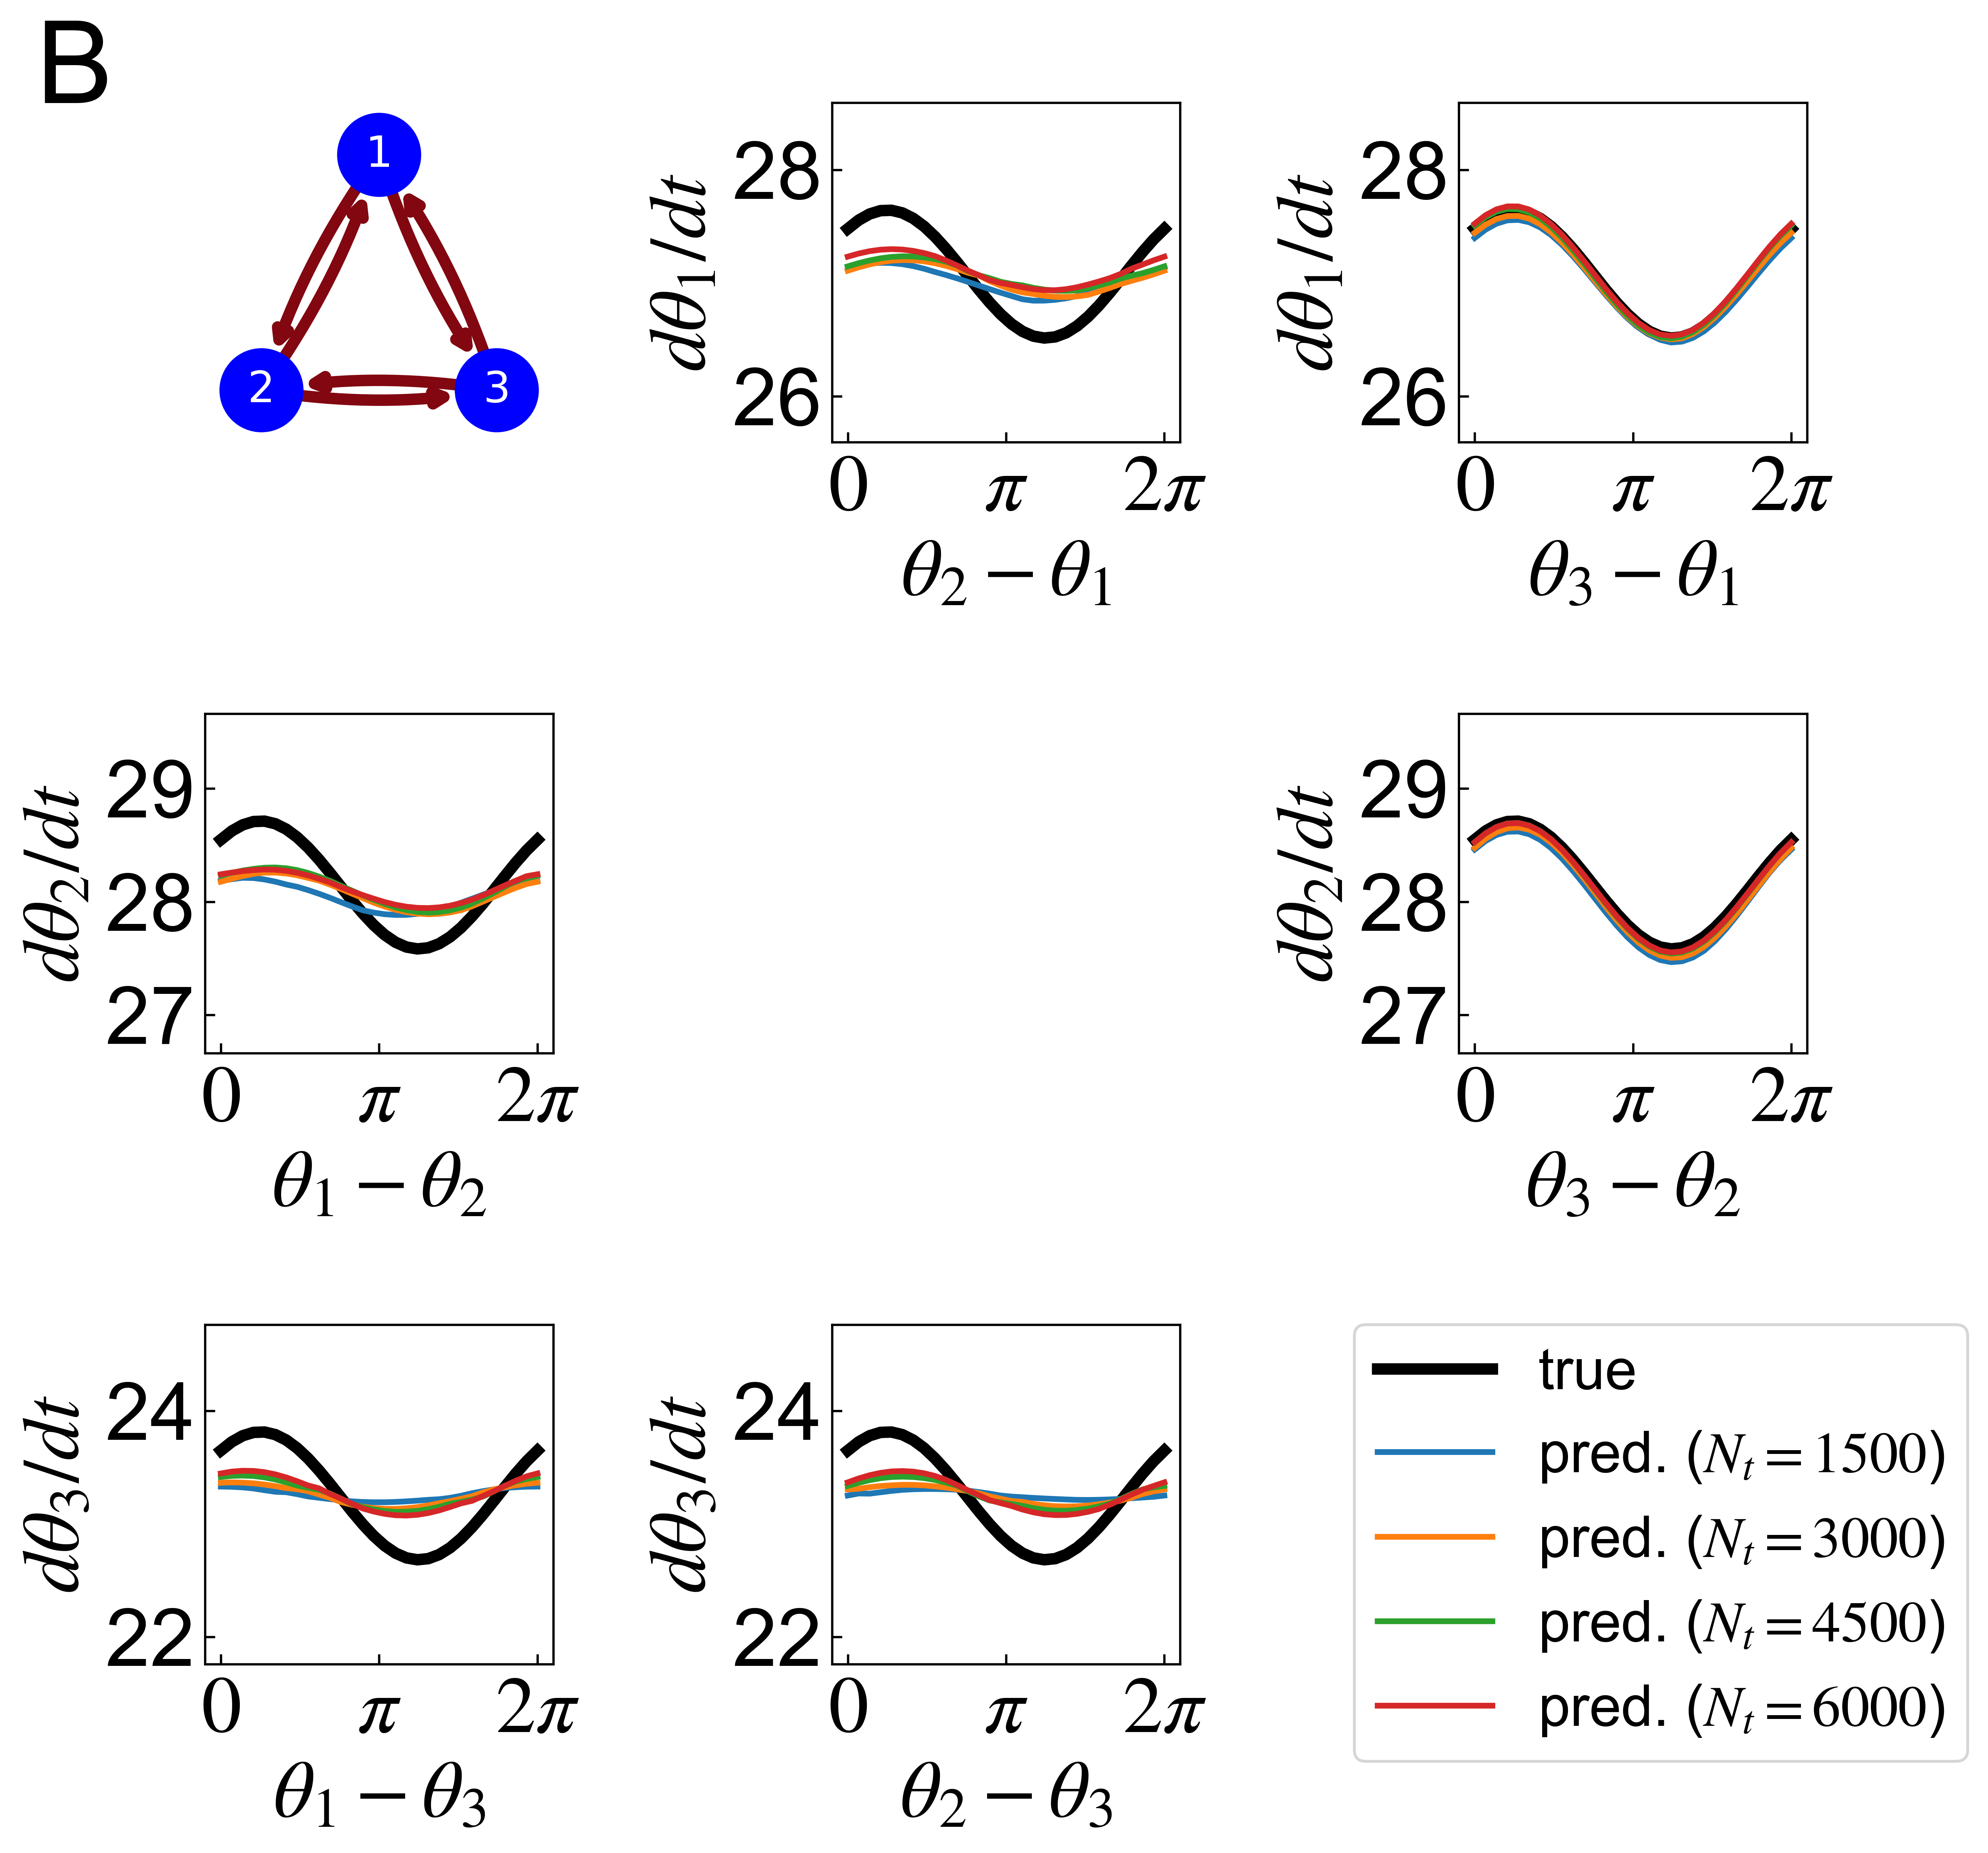 B
1
2
3
dθ₁/dt
28
26
0 π 2π
θ₂ − θ₁
dθ₁/dt
28
26
0 π 2π
θ₃ − θ₁
dθ₂/dt
29
28
27
0 π 2π
θ₁ − θ₂
dθ₂/dt
29
28
27
0 π 2π
θ₃ − θ₂
dθ₃/dt
24
22
0 π 2π
θ₁ − θ₃
dθ₃/dt
24
22
0 π 2π
θ₂ − θ₃
true
pred. (Nₜ = 1500)
pred. (Nₜ = 3000)
pred. (Nₜ = 4500)
pred. (Nₜ = 6000)